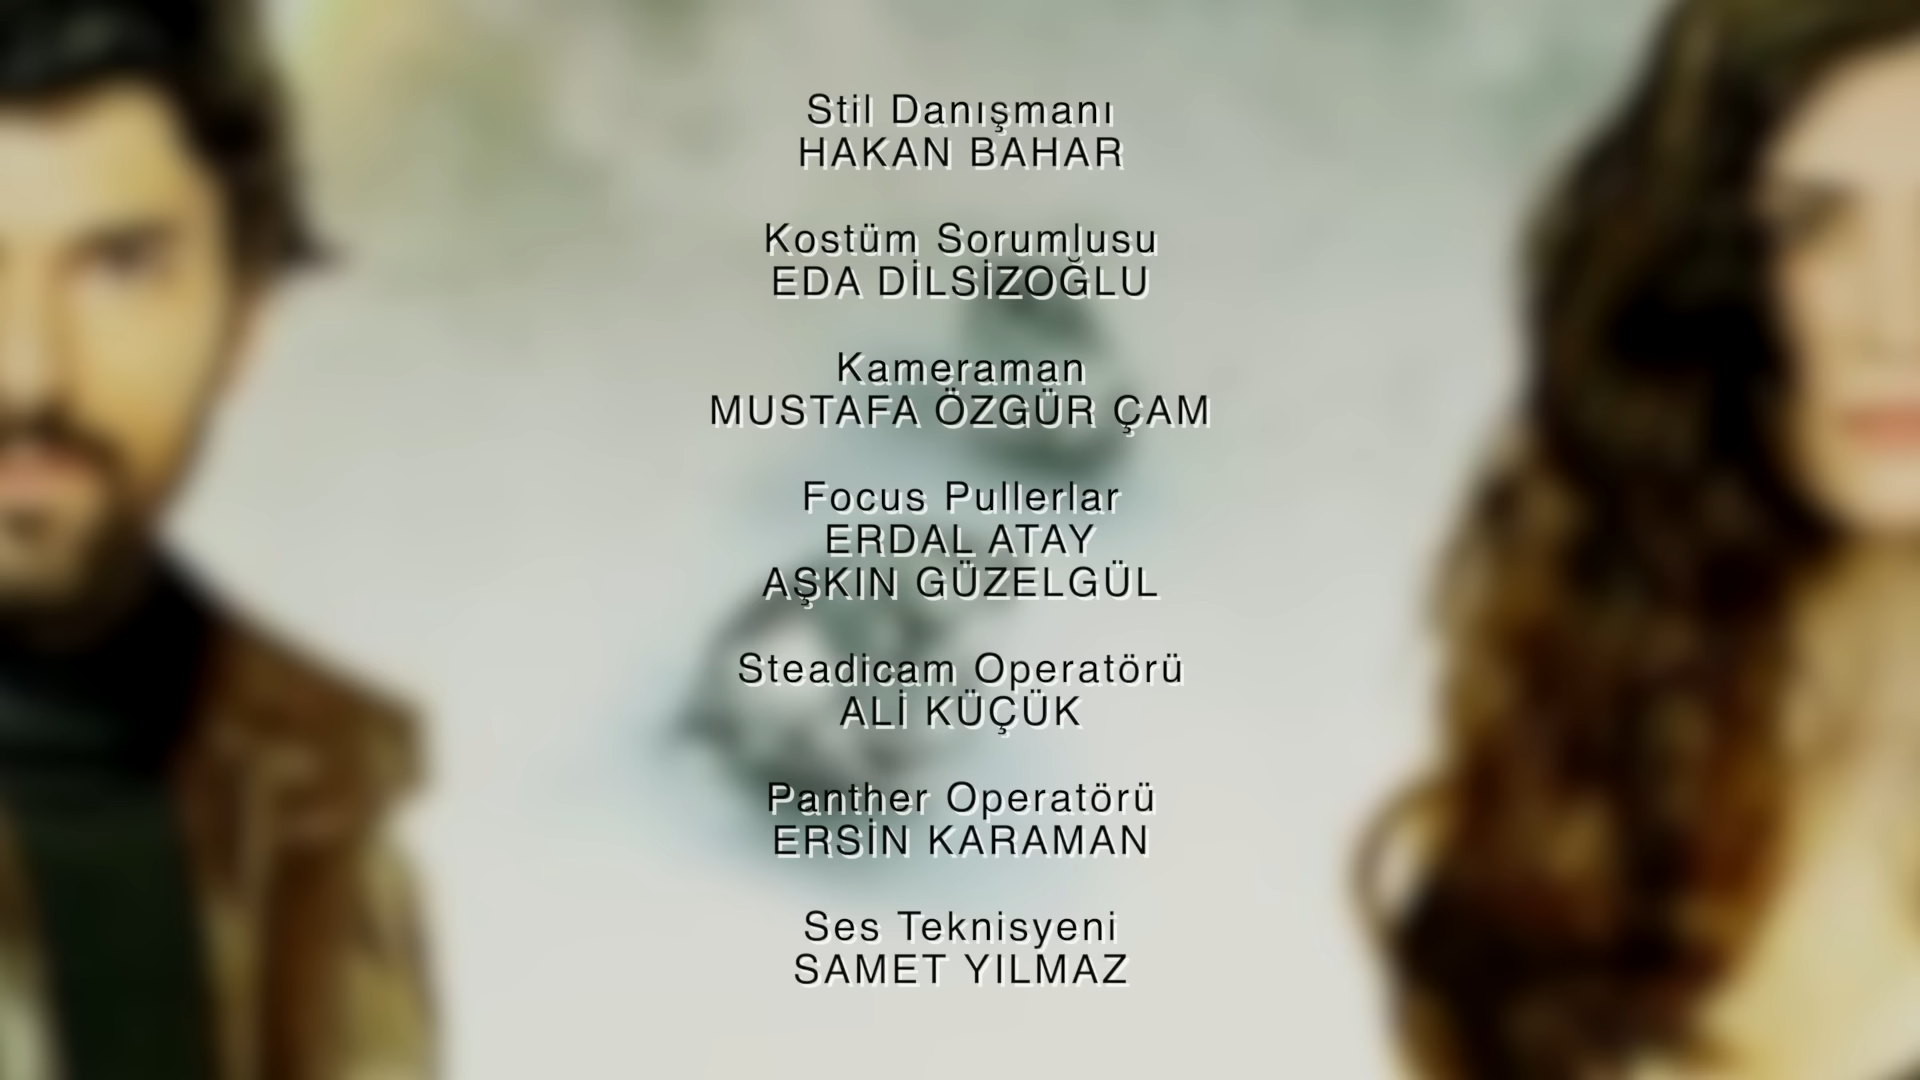 Stil Danışmanı
HAKAN BAHAR
Kostüm Sorumlusu
EDA DİLSİZOĞLU
Kameraman
MUSTAFA ÖZGÜR ÇAM
Focus Pullerlar
ERDAL ATAY
AŞKIN GÜZELGÜL
Steadicam Operatörü
ALİ KÜÇÜK
Panther Operatörü
ERSİN KARAMAN
Ses Teknisyeni
SAMET YILMAZ